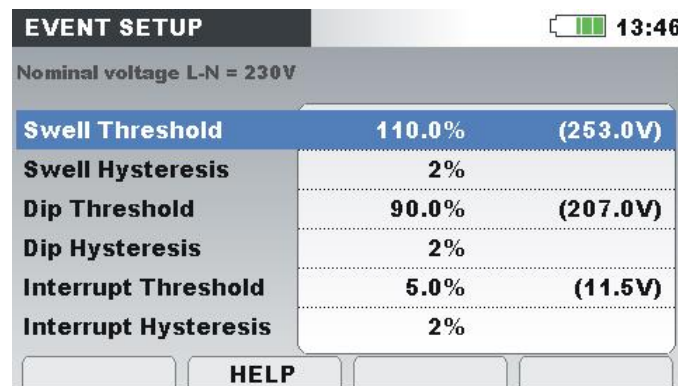 EVENT SETUP 13:46
Nominal voltage L-N = 230V
Swell Threshold 110.0% (253.0V)
Swell Hysteresis 2%
Dip Threshold 90.0% (207.0V)
Dip Hysteresis 2%
Interrupt Threshold 5.0% (11.5V)
Interrupt Hysteresis 2%
HELP